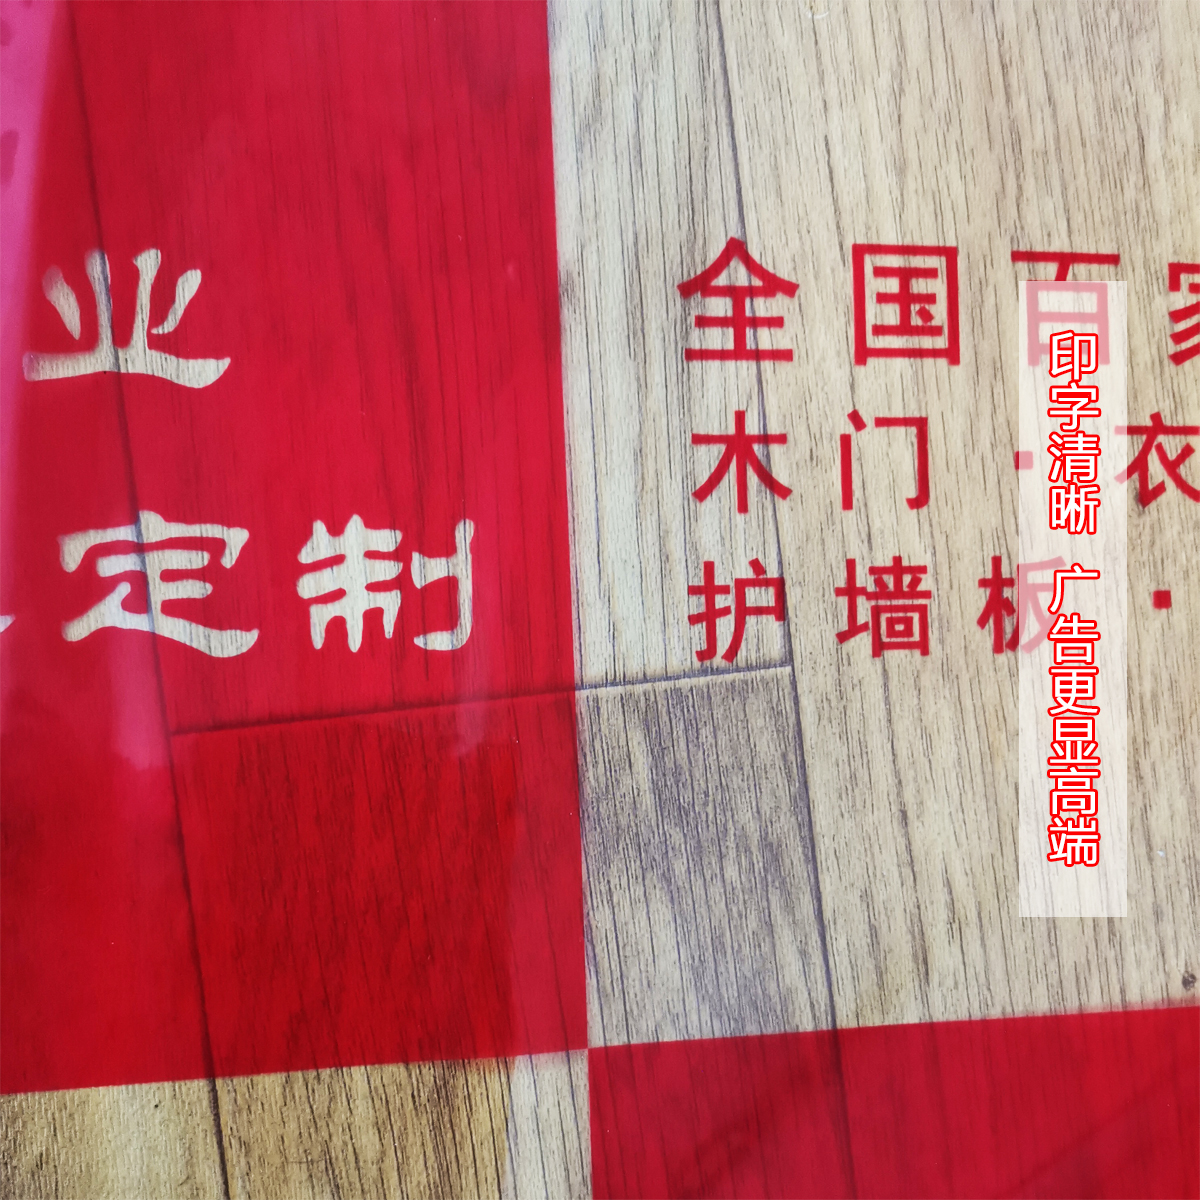 业
定制
全国百家
木门·衣
护墙板·
印字清晰 广告更显高端